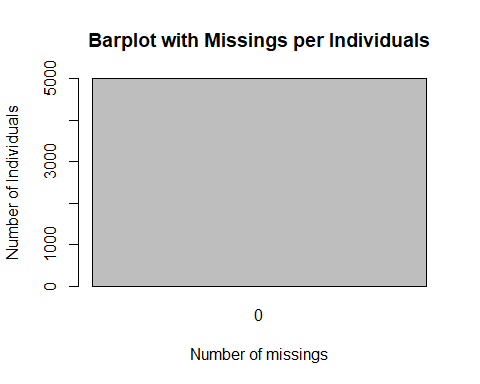 Barplot with Missings per Individuals
Number of Individuals
5000
3000
1000
0
0
Number of missings